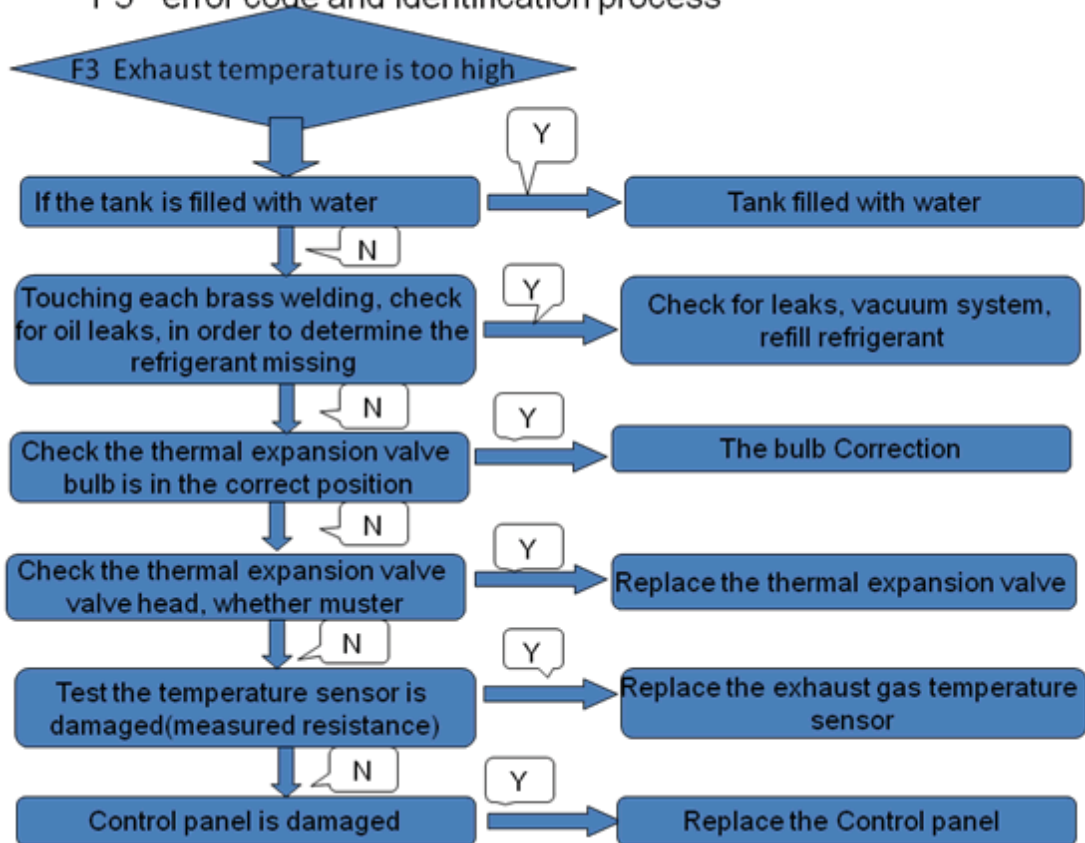 error code and identification process
F3 Exhaust temperature is too high
Y
If the tank is filled with water
Tank filled with water
N
Touching each brass welding, check
for oil leaks, in order to determine the
refrigerant missing
Y
Check for leaks, vacuum system,
refill refrigerant
N
Check the thermal expansion valve
bulb is in the correct position
Y
The bulb Correction
N
Check the thermal expansion valve
valve head, whether muster
Y
Replace the thermal expansion valve
N
Test the temperature sensor is
damaged(measured resistance)
Y
Replace the exhaust gas temperature
sensor
N
Control panel is damaged
Y
Replace the Control panel